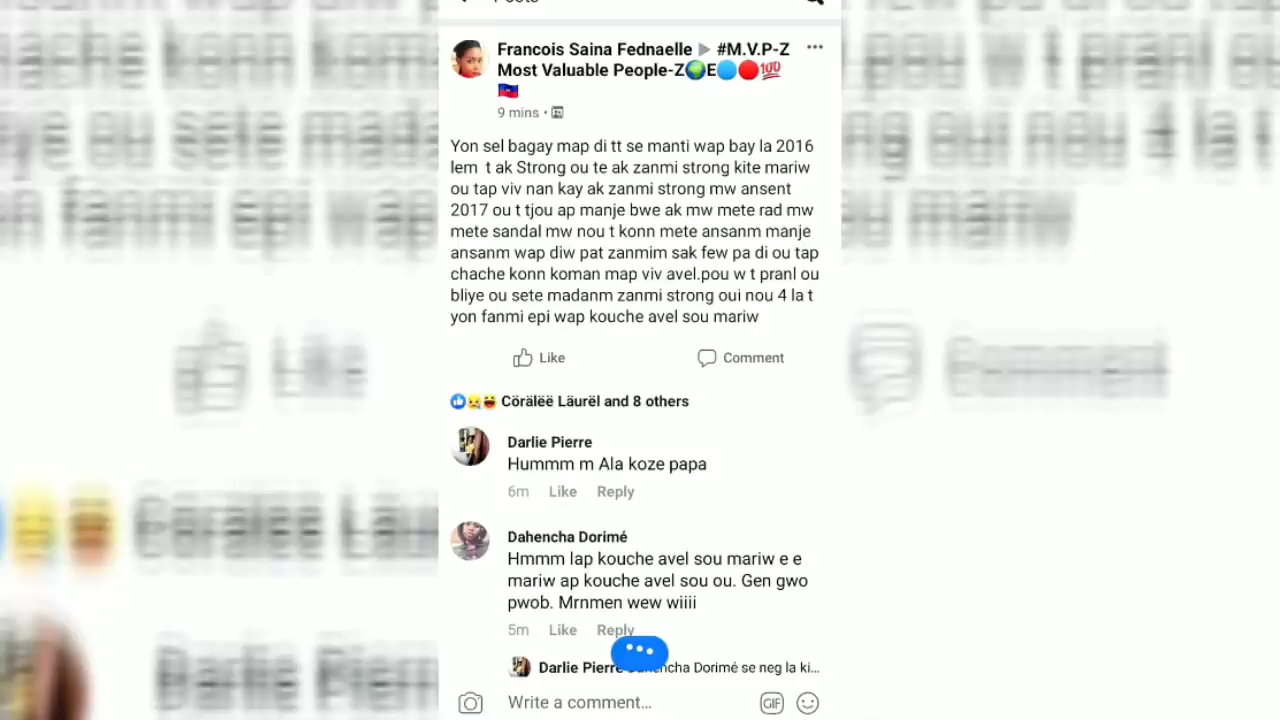 Francois Saina Fednaelle ▶ #M.V.P-Z
Most Valuable People-Z🌍E🔵🔴💯
🇭🇹
9 mins ·
Yon sel bagay map di tt se manti wap bay la 2016
lem t ak Strong ou te ak zanmi strong kite mariw
ou tap viv nan kay ak zanmi strong mw ansent
2017 ou t tjou ap manje bwe ak mw mete rad mw
mete sandal mw nou t konn mete ansanm manje
ansanm wap diw pat zanmim sak few pa di ou tap
chache konn koman map viv avel.pou w t pranl ou
bliye ou sete madanm zanmi strong oui nou 4 la t
yon fanmi epi wap kouche avel sou mariw
Like Comment
Cöräléë Läurël and 8 others
Darlie Pierre
Hummm m Ala koze papa
6m Like Reply
Dahencha Dorimé
Hmmm lap kouche avel sou mariw e e
mariw ap kouche avel sou ou. Gen gwo
pwob. Mrnmen wew wiiii
5m Like Reply
Darlie Pierre Dorimé se neg la ki...
Write a comment... GIF